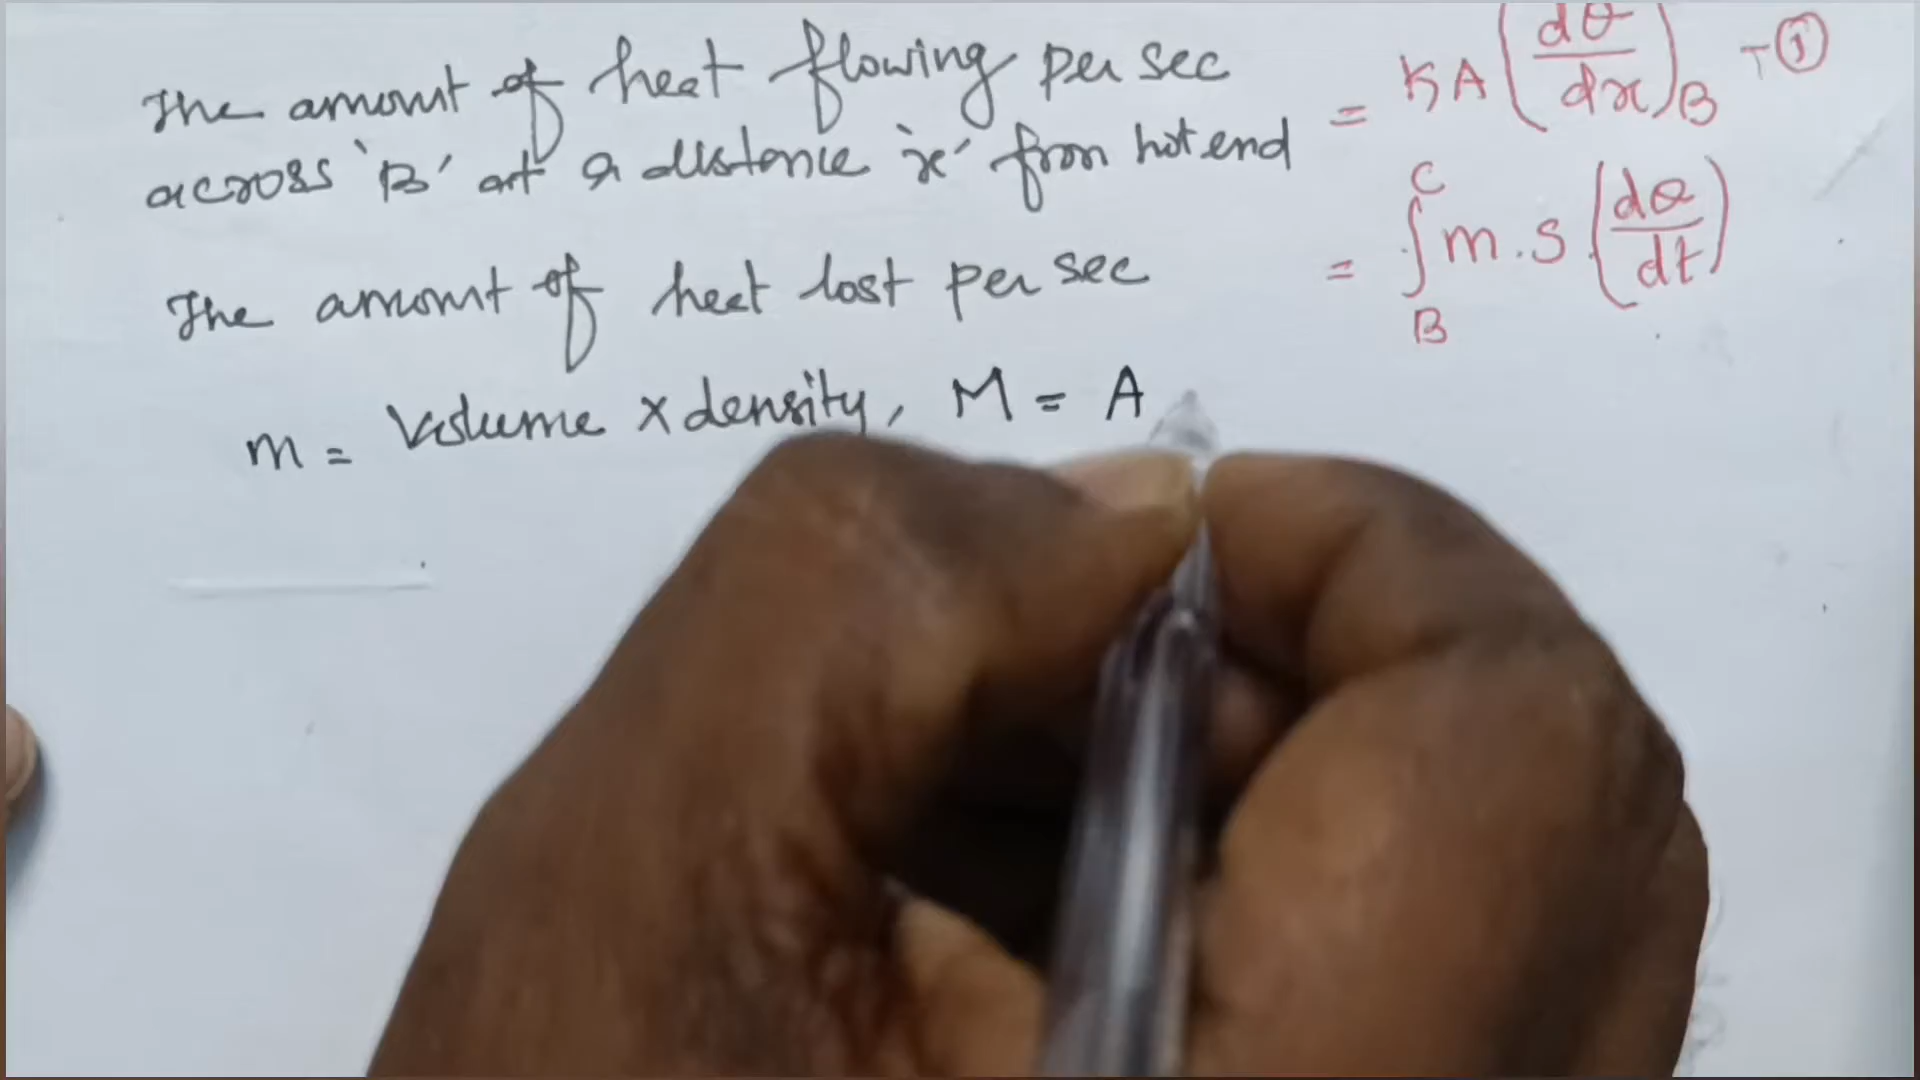 The amount of heat flowing per sec
across 'B' at a distance 'x' from hot end
= KA (dθ/dx)B - ①
The amount of heat lost per sec = ∫BC m.s (dθ/dt)
m = Volume x density, M = A